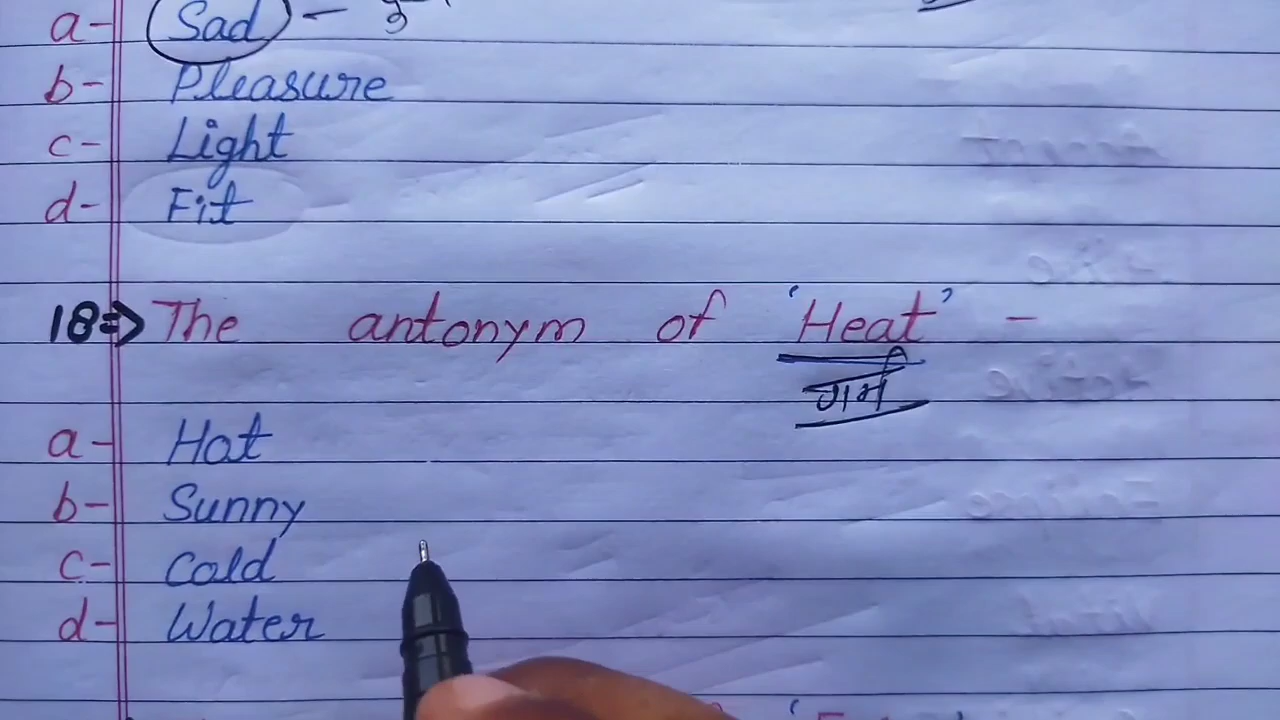 a- Sad -
b- Pleasure
c- Light
d- Fit
18⇒ The antonym of 'Heat' -
गर्म
a- Hot
b- Sunny
c- Cold
d- Water